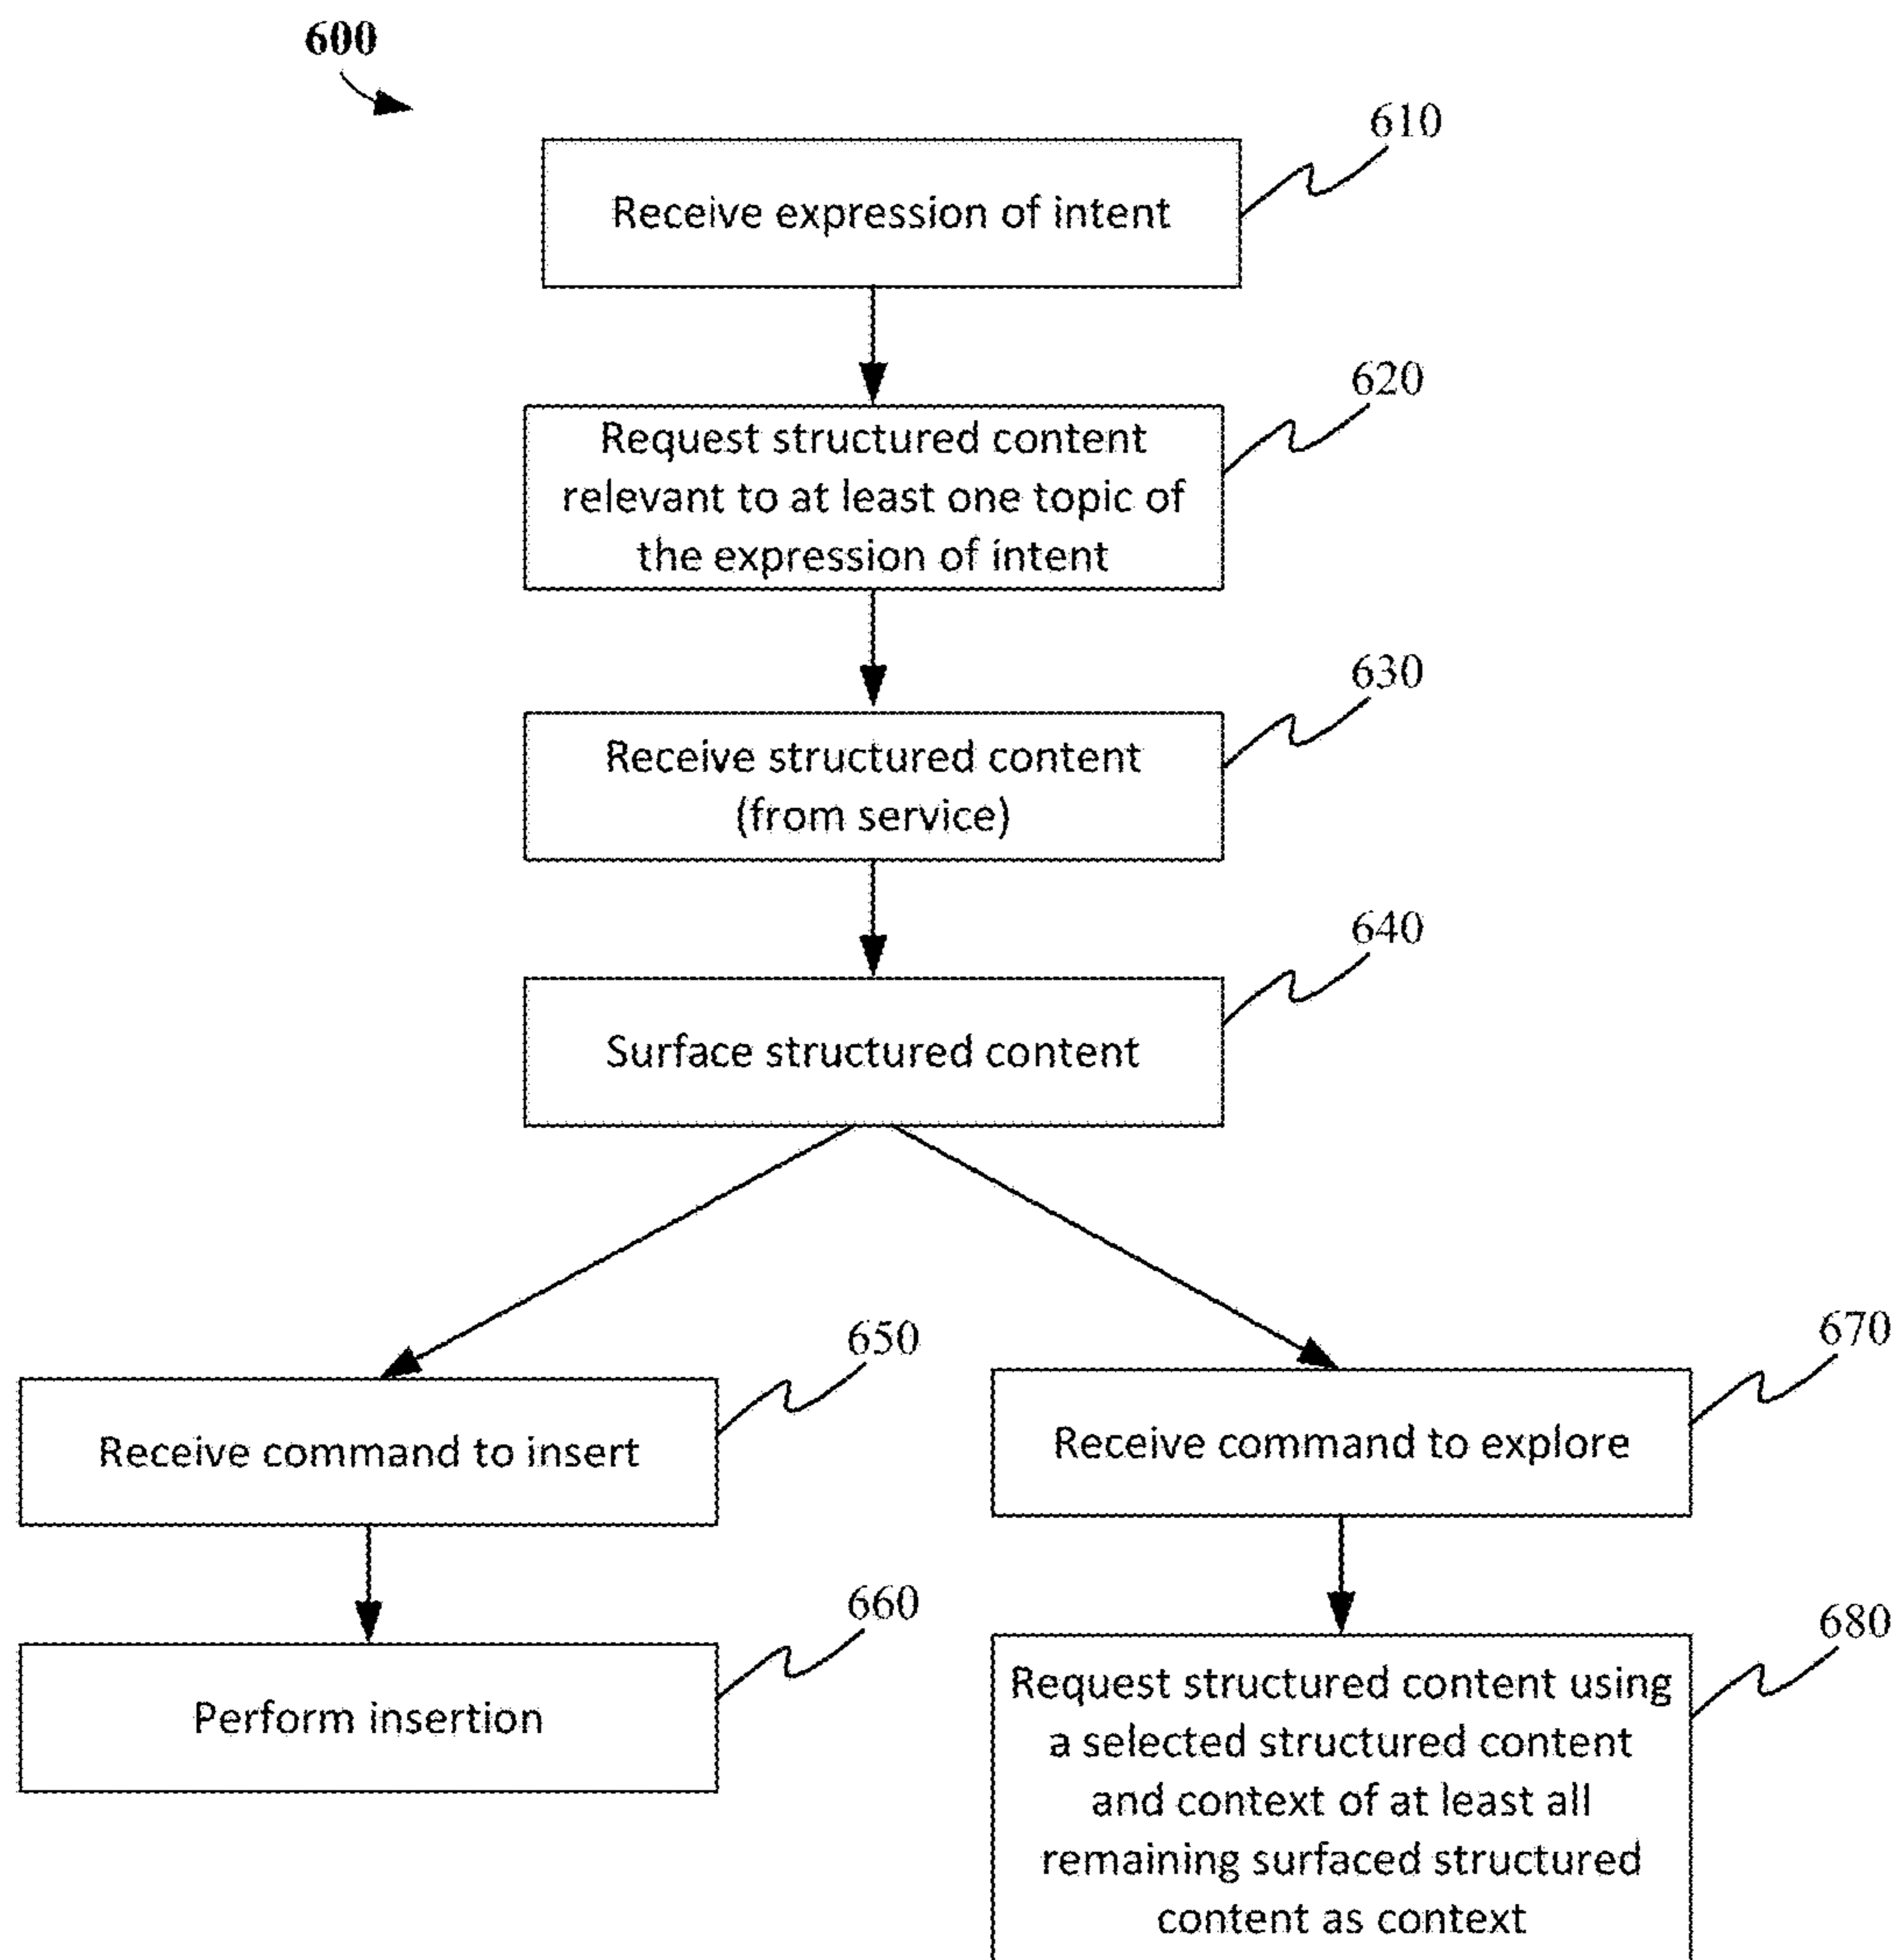 600
610
Receive expression of intent
620
Request structured content
relevant to at least one topic of
the expression of intent
630
Receive structured content
(from service)
640
Surface structured content
650
Receive command to insert
670
Receive command to explore
660
Perform insertion
680
Request structured content using
a selected structured content
and context of at least all
remaining surfaced structured
content as context